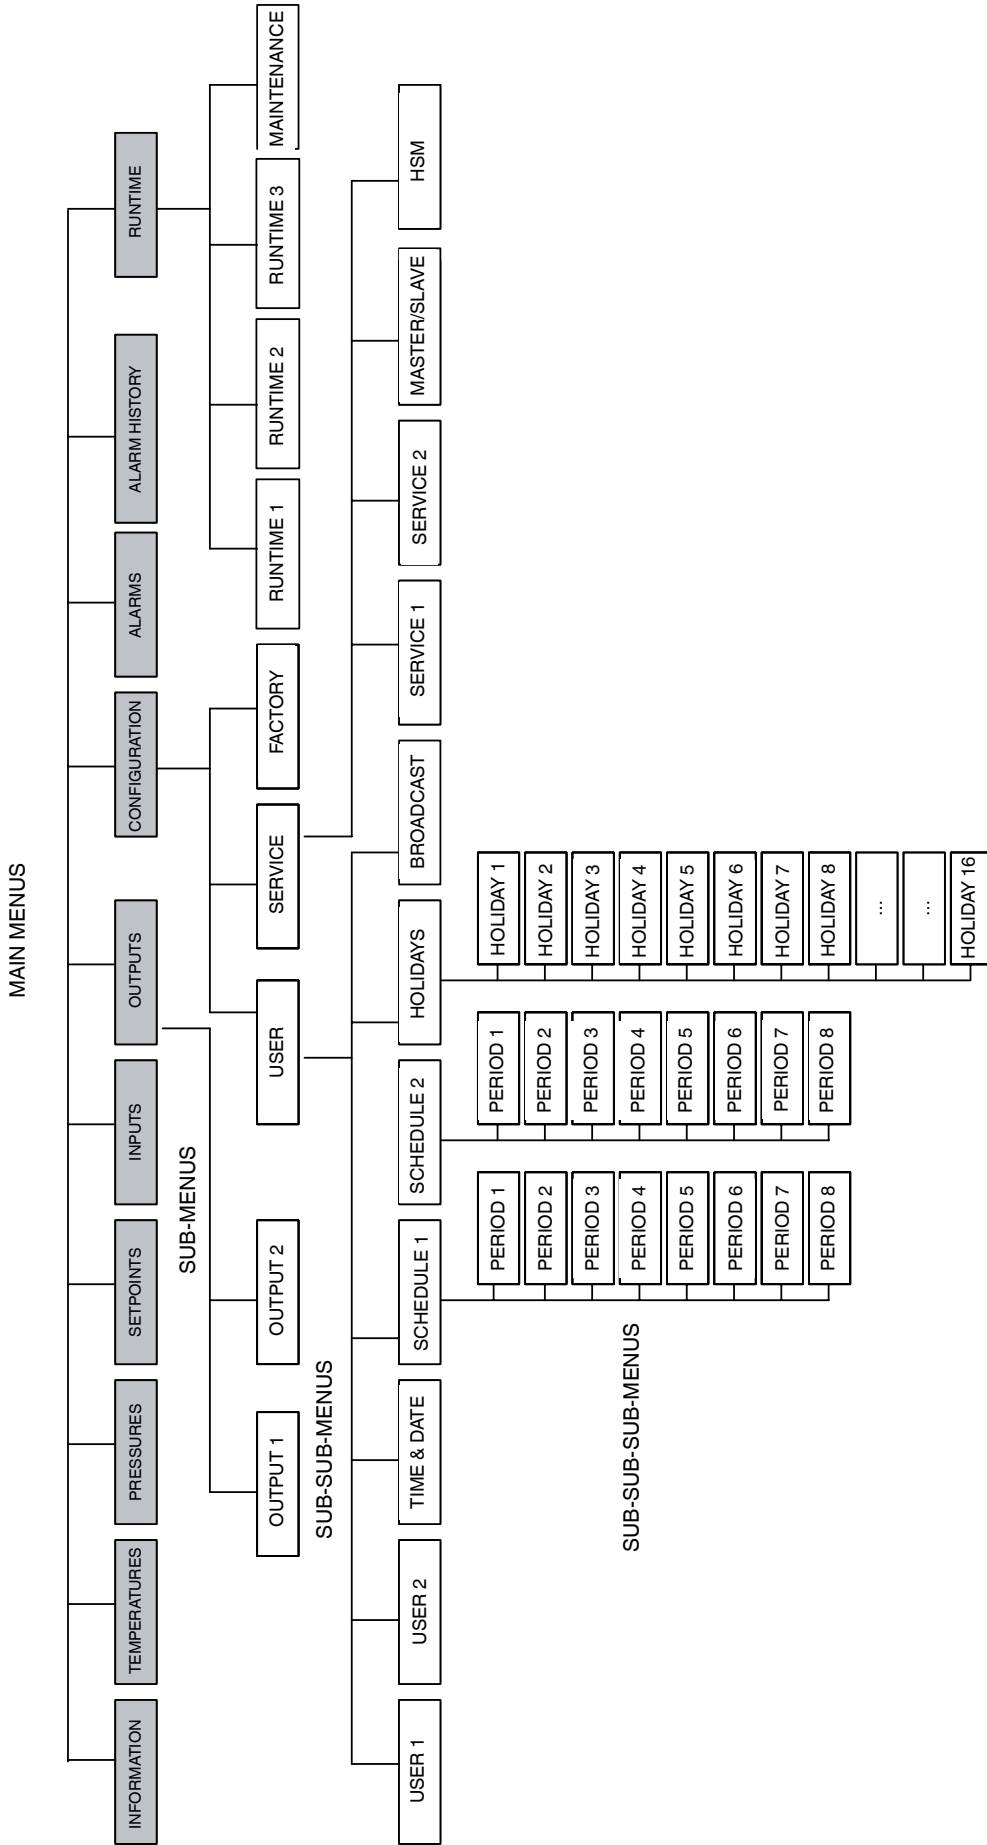 MAIN MENUS
INFORMATION
TEMPERATURES
PRESSURES
SETPOINTS
INPUTS
OUTPUTS
CONFIGURATION
ALARMS
ALARM HISTORY
RUNTIME
SUB-MENUS
OUTPUT 1
OUTPUT 2
USER
SERVICE
FACTORY
RUNTIME 1
RUNTIME 2
RUNTIME 3
MAINTENANCE
SUB-SUB-MENUS
USER 1
USER 2
TIME & DATE
SCHEDULE 1
SCHEDULE 2
HOLIDAYS
BROADCAST
SERVICE 1
SERVICE 2
MASTER/SLAVE
HSM
SUB-SUB-SUB-MENUS
PERIOD 1
PERIOD 2
PERIOD 3
PERIOD 4
PERIOD 5
PERIOD 6
PERIOD 7
PERIOD 8
PERIOD 1
PERIOD 2
PERIOD 3
PERIOD 4
PERIOD 5
PERIOD 6
PERIOD 7
PERIOD 8
HOLIDAY 1
HOLIDAY 2
HOLIDAY 3
HOLIDAY 4
HOLIDAY 5
HOLIDAY 6
HOLIDAY 7
HOLIDAY 8
...
...
HOLIDAY 16